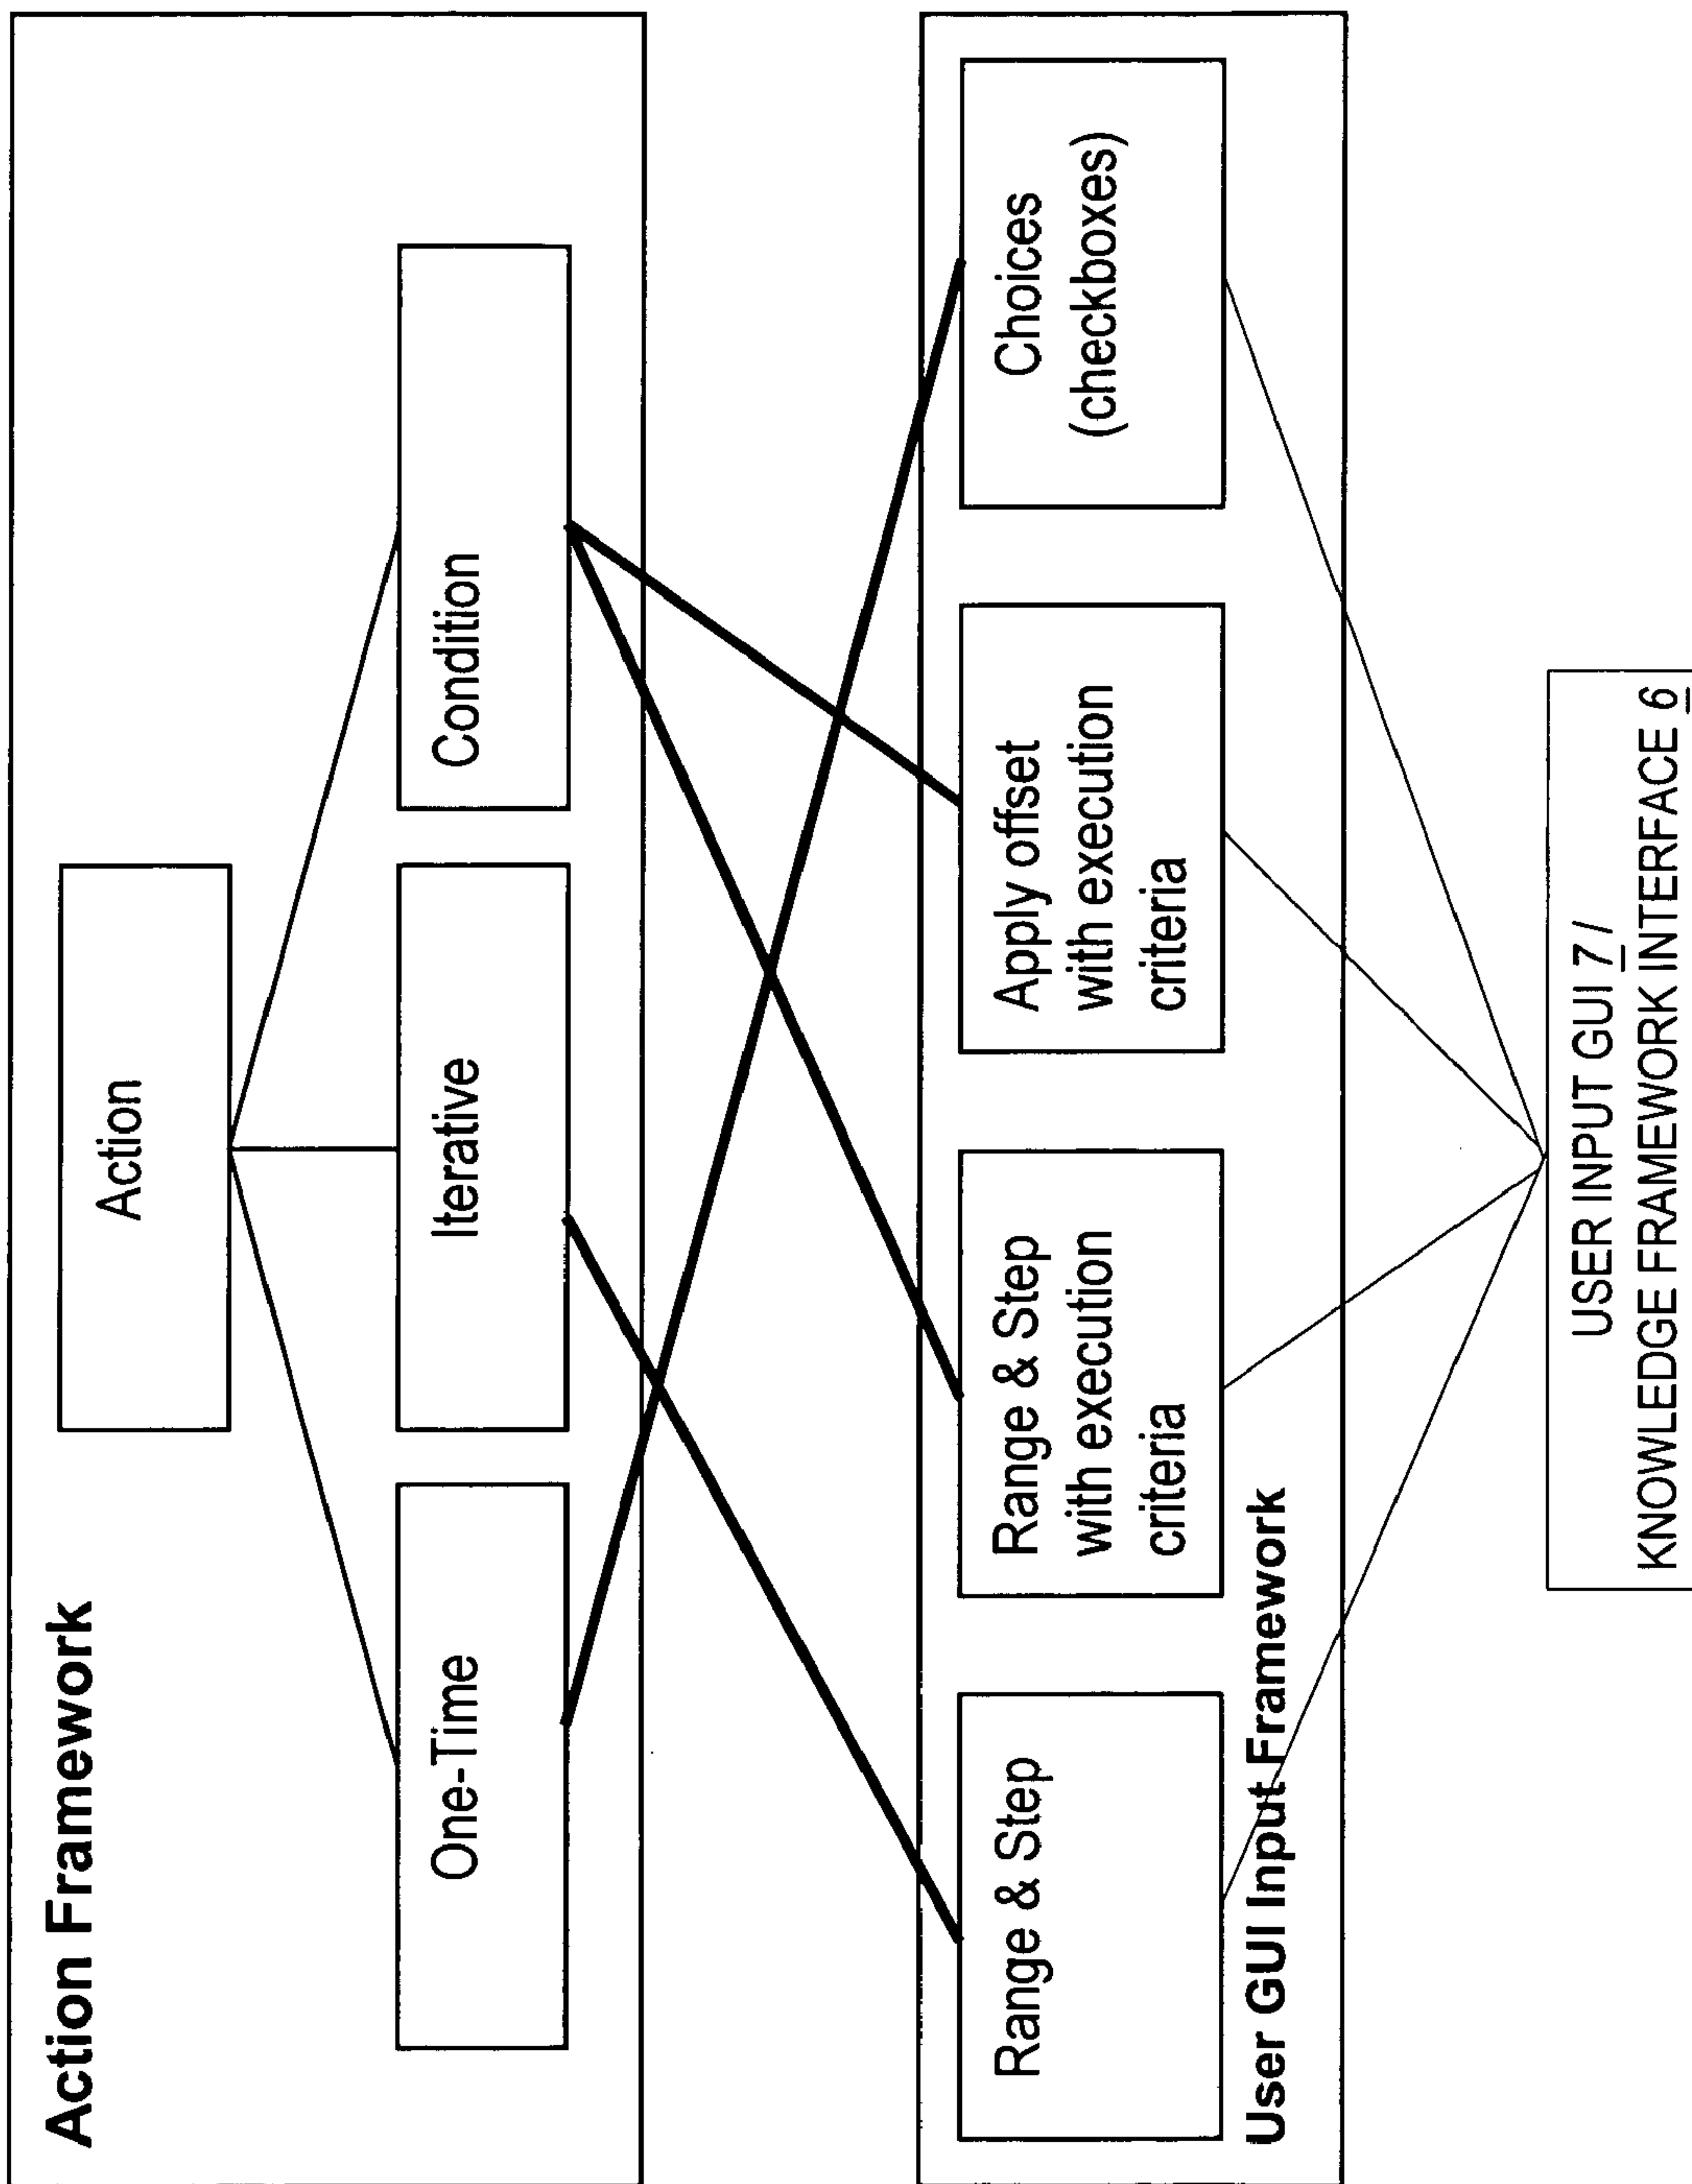 Action Framework
Action
One-Time
Iterative
Condition
Range & Step
Range & Step
with execution
criteria
Apply offset
with execution
criteria
Choices
(checkboxes)
User GUI Input Framework
USER INPUT GUI 7 /
KNOWLEDGE FRAMEWORK INTERFACE 6